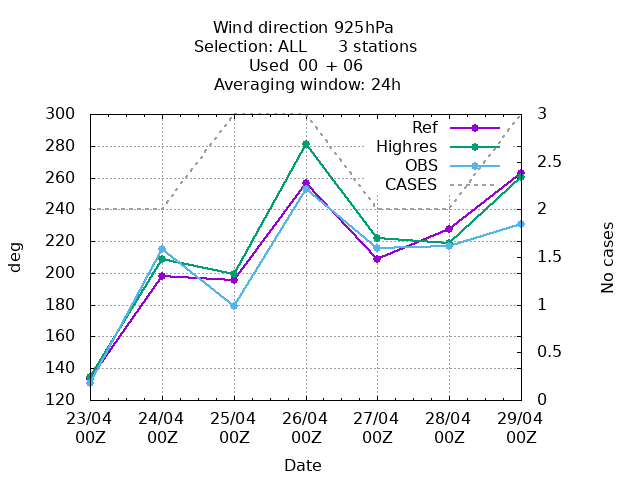 Wind direction 925hPa
Selection: ALL 3 stations
Used 00 + 06
Averaging window: 24h
300 3
Ref
280
Highres
2.5
260
OBS
CASES
240 2
220
1.5
deg
No cases
200
180 1
160
0.5
140
120 0
23/04 24/04 25/04 26/04 27/04 28/04 29/04
00Z 00Z 00Z 00Z 00Z 00Z 00Z
Date